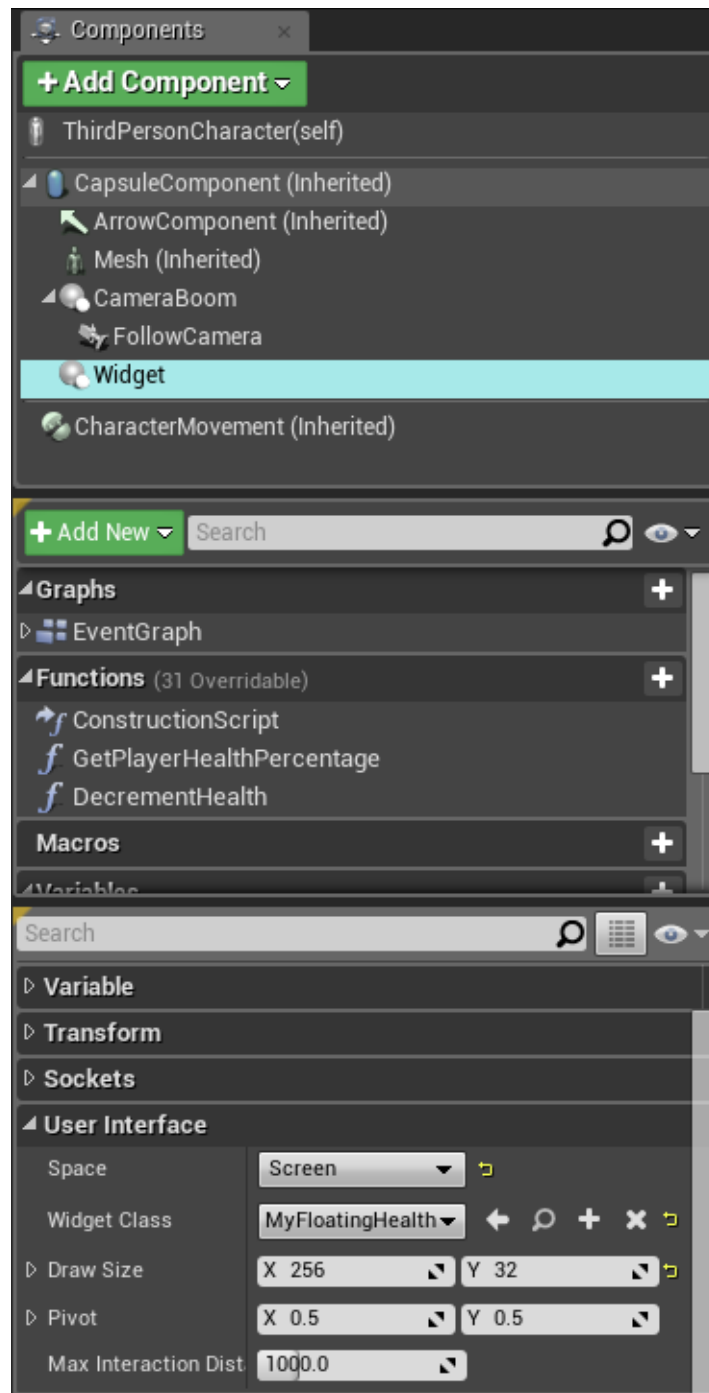 Components
+ Add Component
ThirdPersonCharacter(self)
CapsuleComponent (Inherited)
ArrowComponent (Inherited)
Mesh (Inherited)
CameraBoom
FollowCamera
Widget
CharacterMovement (Inherited)
+ Add New Search
Graphs
EventGraph
Functions (31 Overridable)
ConstructionScript
GetPlayerHealthPercentage
DecrementHealth
Macros
Variables
Search
Variable
Transform
Sockets
User Interface
Space Screen
Widget Class MyFloatingHealth
Draw Size X 256 Y 32
Pivot X 0.5 Y 0.5
Max Interaction Dist 1000.0